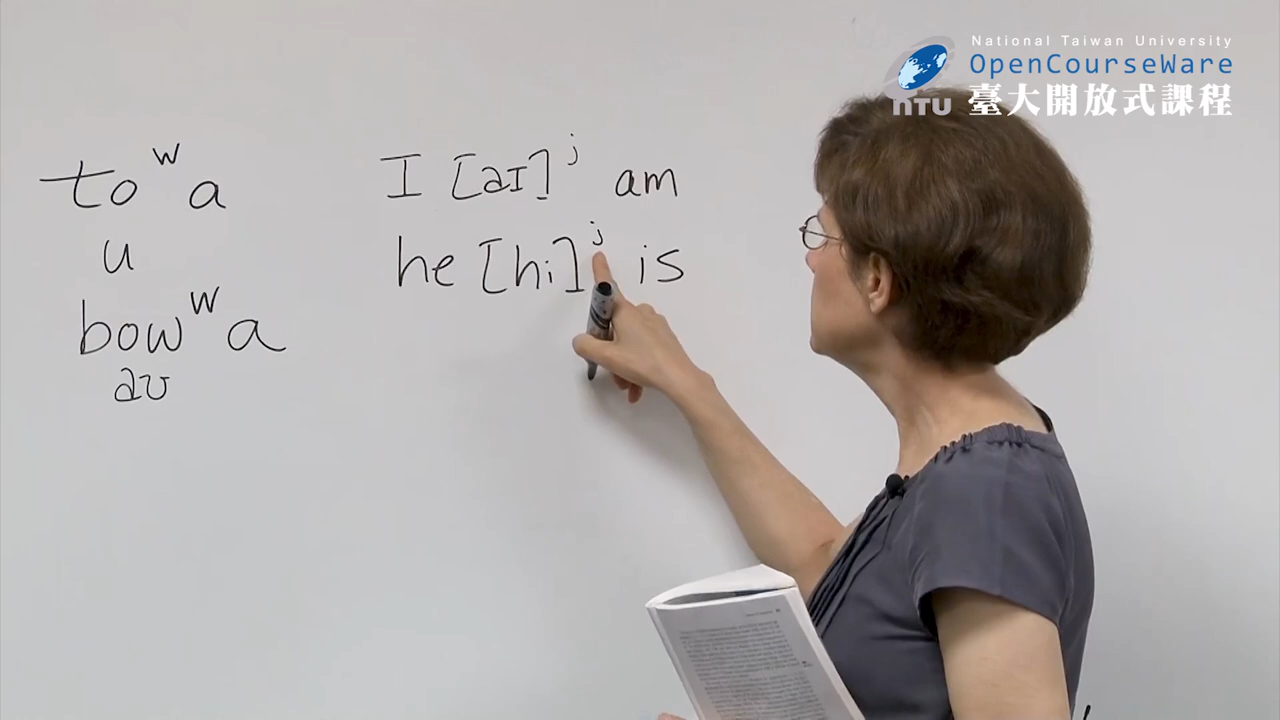 National Taiwan University
OpenCourseWare
NTU 臺大開放式課程
to ʷ a
u
bow ʷ a
aʊ
I [aɪ] ʲ am
he [hi] ʲ is